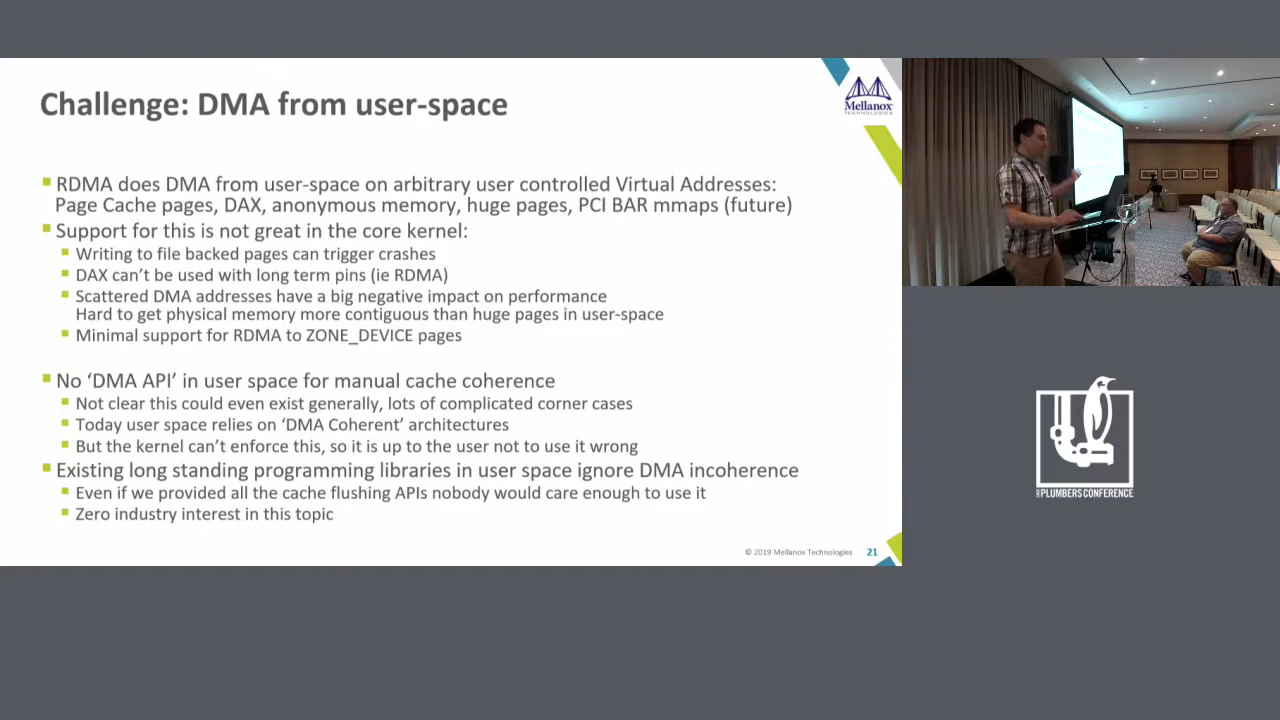 Challenge: DMA from user-space
Mellanox
TECHNOLOGIES
RDMA does DMA from user-space on arbitrary user controlled Virtual Addresses:
Page Cache pages, DAX, anonymous memory, huge pages, PCI BAR mmaps (future)
Support for this is not great in the core kernel:
Writing to file backed pages can trigger crashes
DAX can’t be used with long term pins (ie RDMA)
Scattered DMA addresses have a big negative impact on performance
Hard to get physical memory more contiguous than huge pages in user-space
Minimal support for RDMA to ZONE_DEVICE pages
No ‘DMA API’ in user space for manual cache coherence
Not clear this could even exist generally, lots of complicated corner cases
Today user space relies on ‘DMA Coherent’ architectures
But the kernel can’t enforce this, so it is up to the user not to use it wrong
Existing long standing programming libraries in user space ignore DMA incoherence
Even if we provided all the cache flushing APIs nobody would care enough to use it
Zero industry interest in this topic
© 2019 Mellanox Technologies 21
PLUMBERS CONFERENCE